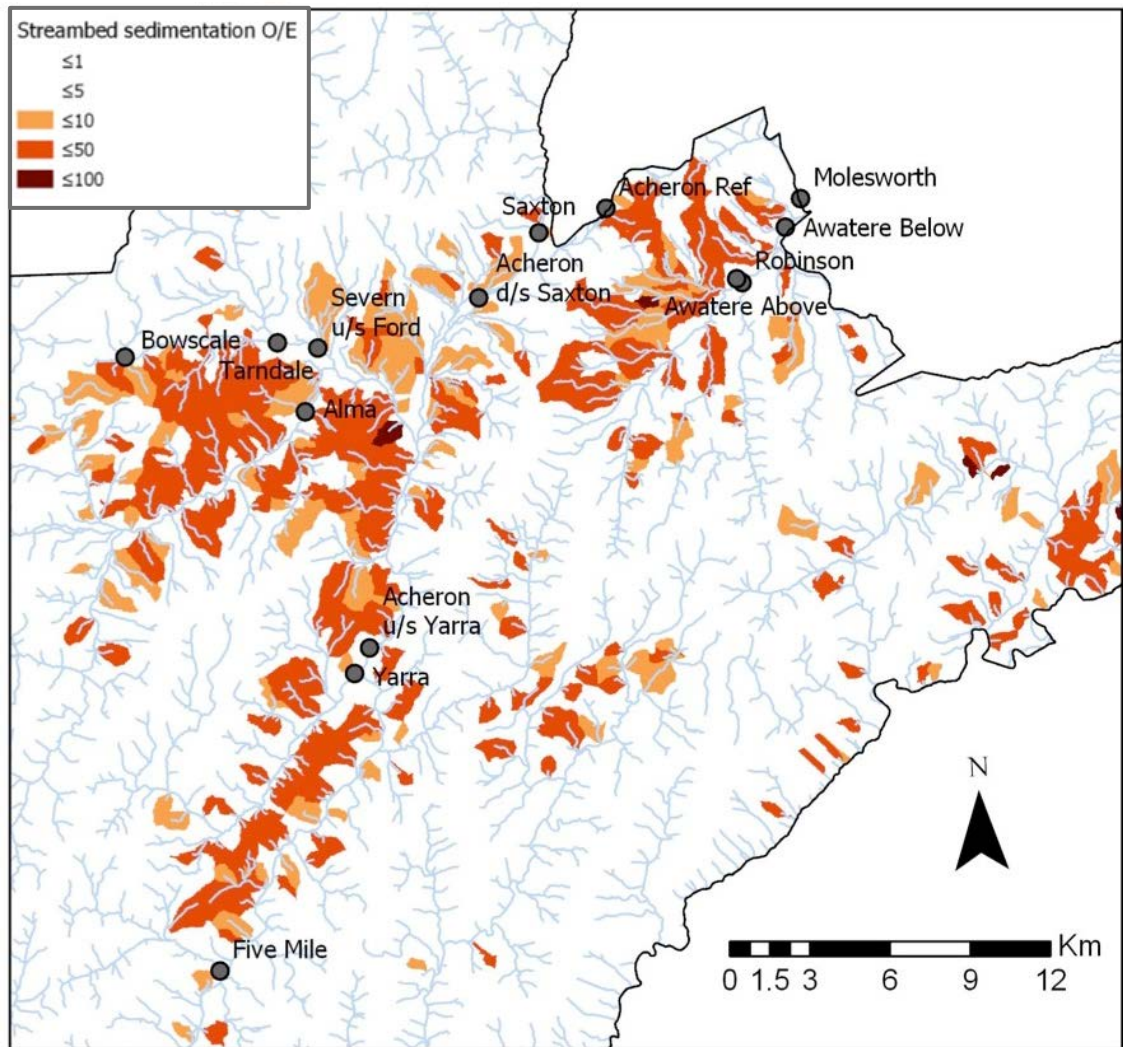 Streambed sedimentation O/E
≤1
≤5
≤10
≤50
≤100
Molesworth
Acheron Ref
Saxton
Awatere Below
Robinson
Acheron
d/s Saxton
Awatere Above
Severn
u/s Ford
Bowscale
Tarndale
Alma
Acheron
u/s Yarra
Yarra
Five Mile
N
Km
0 1.5 3 6 9 12